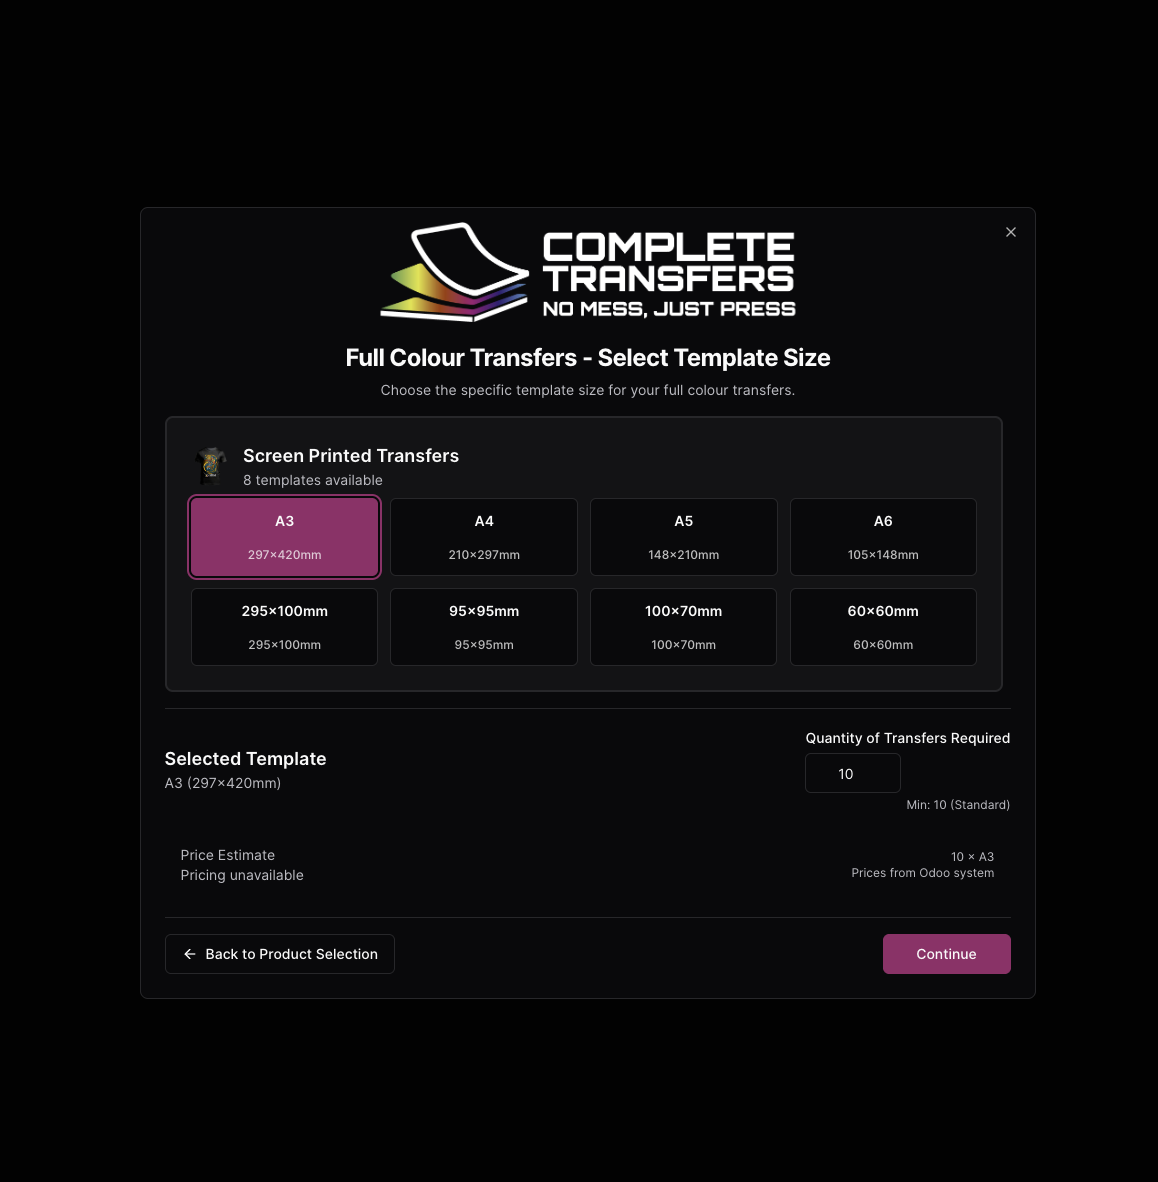 COMPLETE
TRANSFERS
NO MESS, JUST PRESS
Full Colour Transfers - Select Template Size
Choose the specific template size for your full colour transfers.
Screen Printed Transfers
8 templates available
A3
297×420mm
A4
210×297mm
A5
148×210mm
A6
105×148mm
295×100mm
295×100mm
95×95mm
95×95mm
100×70mm
100×70mm
60×60mm
60×60mm
Selected Template
A3 (297×420mm)
Quantity of Transfers Required
10
Min: 10 (Standard)
Price Estimate
Pricing unavailable
10 × A3
Prices from Odoo system
Back to Product Selection
Continue